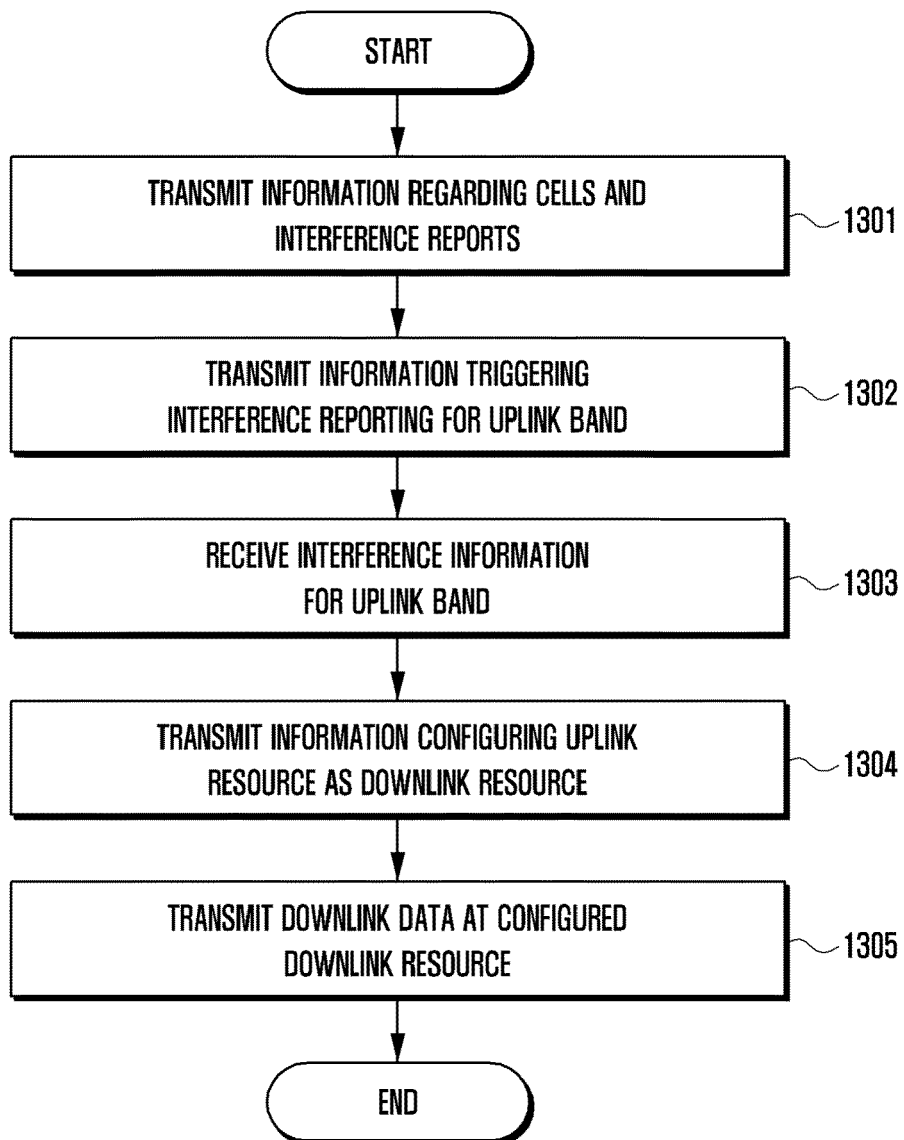 START
TRANSMIT INFORMATION REGARDING CELLS AND
INTERFERENCE REPORTS
1301
TRANSMIT INFORMATION TRIGGERING
INTERFERENCE REPORTING FOR UPLINK BAND
1302
RECEIVE INTERFERENCE INFORMATION
FOR UPLINK BAND
1303
TRANSMIT INFORMATION CONFIGURING UPLINK
RESOURCE AS DOWNLINK RESOURCE
1304
TRANSMIT DOWNLINK DATA AT CONFIGURED
DOWNLINK RESOURCE
1305
END